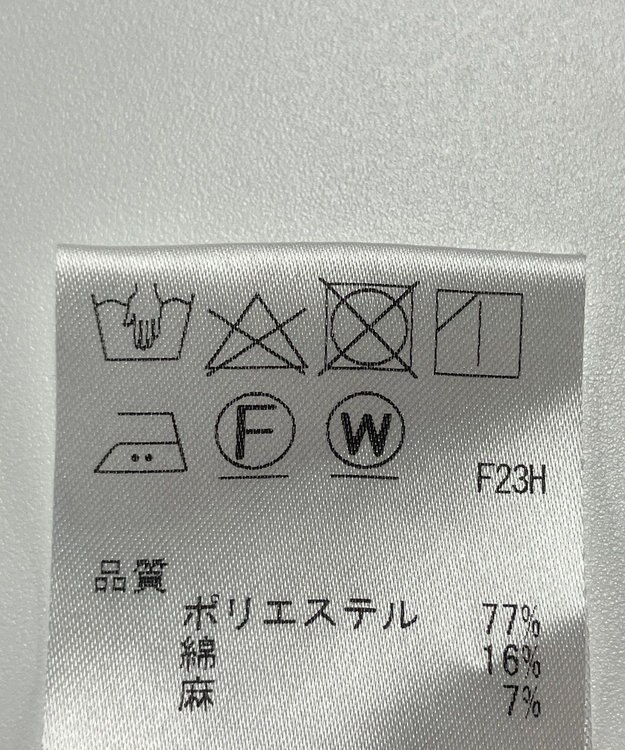 F W
F23H
品質
ポリエステル 77%
綿 16%
麻 7%